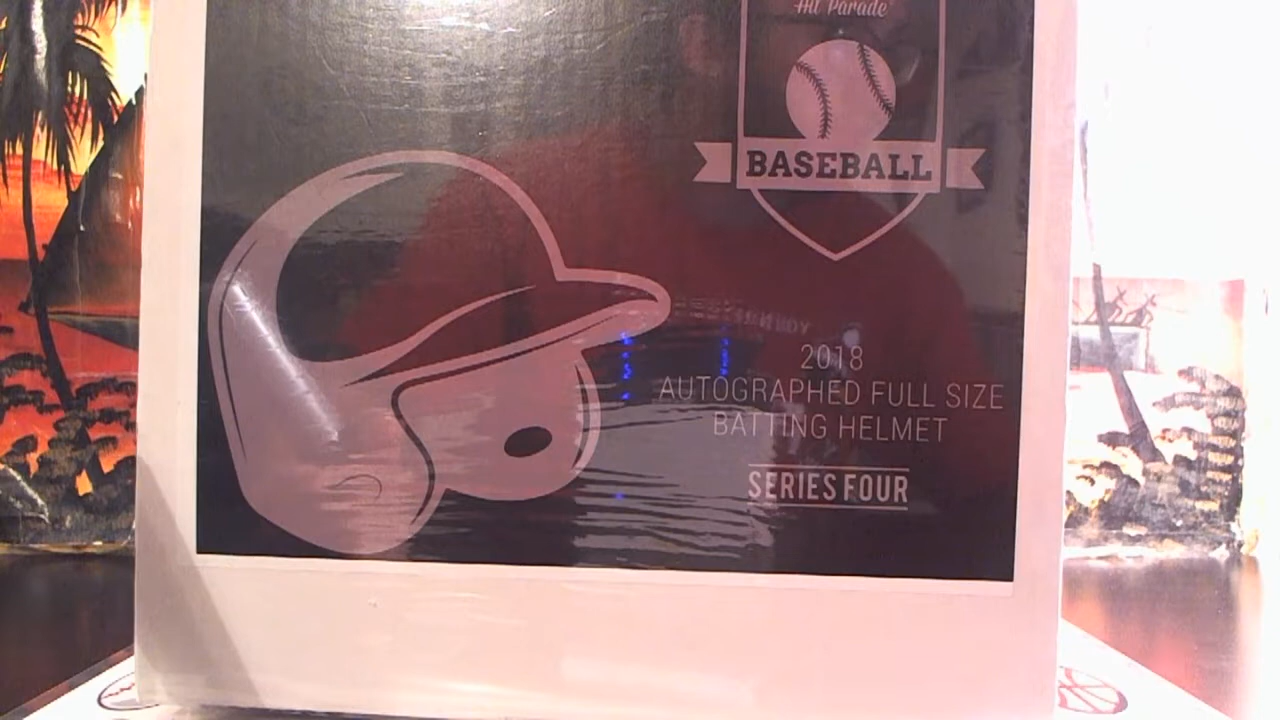 Hit Parade
BASEBALL
2018
AUTOGRAPHED FULL SIZE
BATTING HELMET
SERIES FOUR